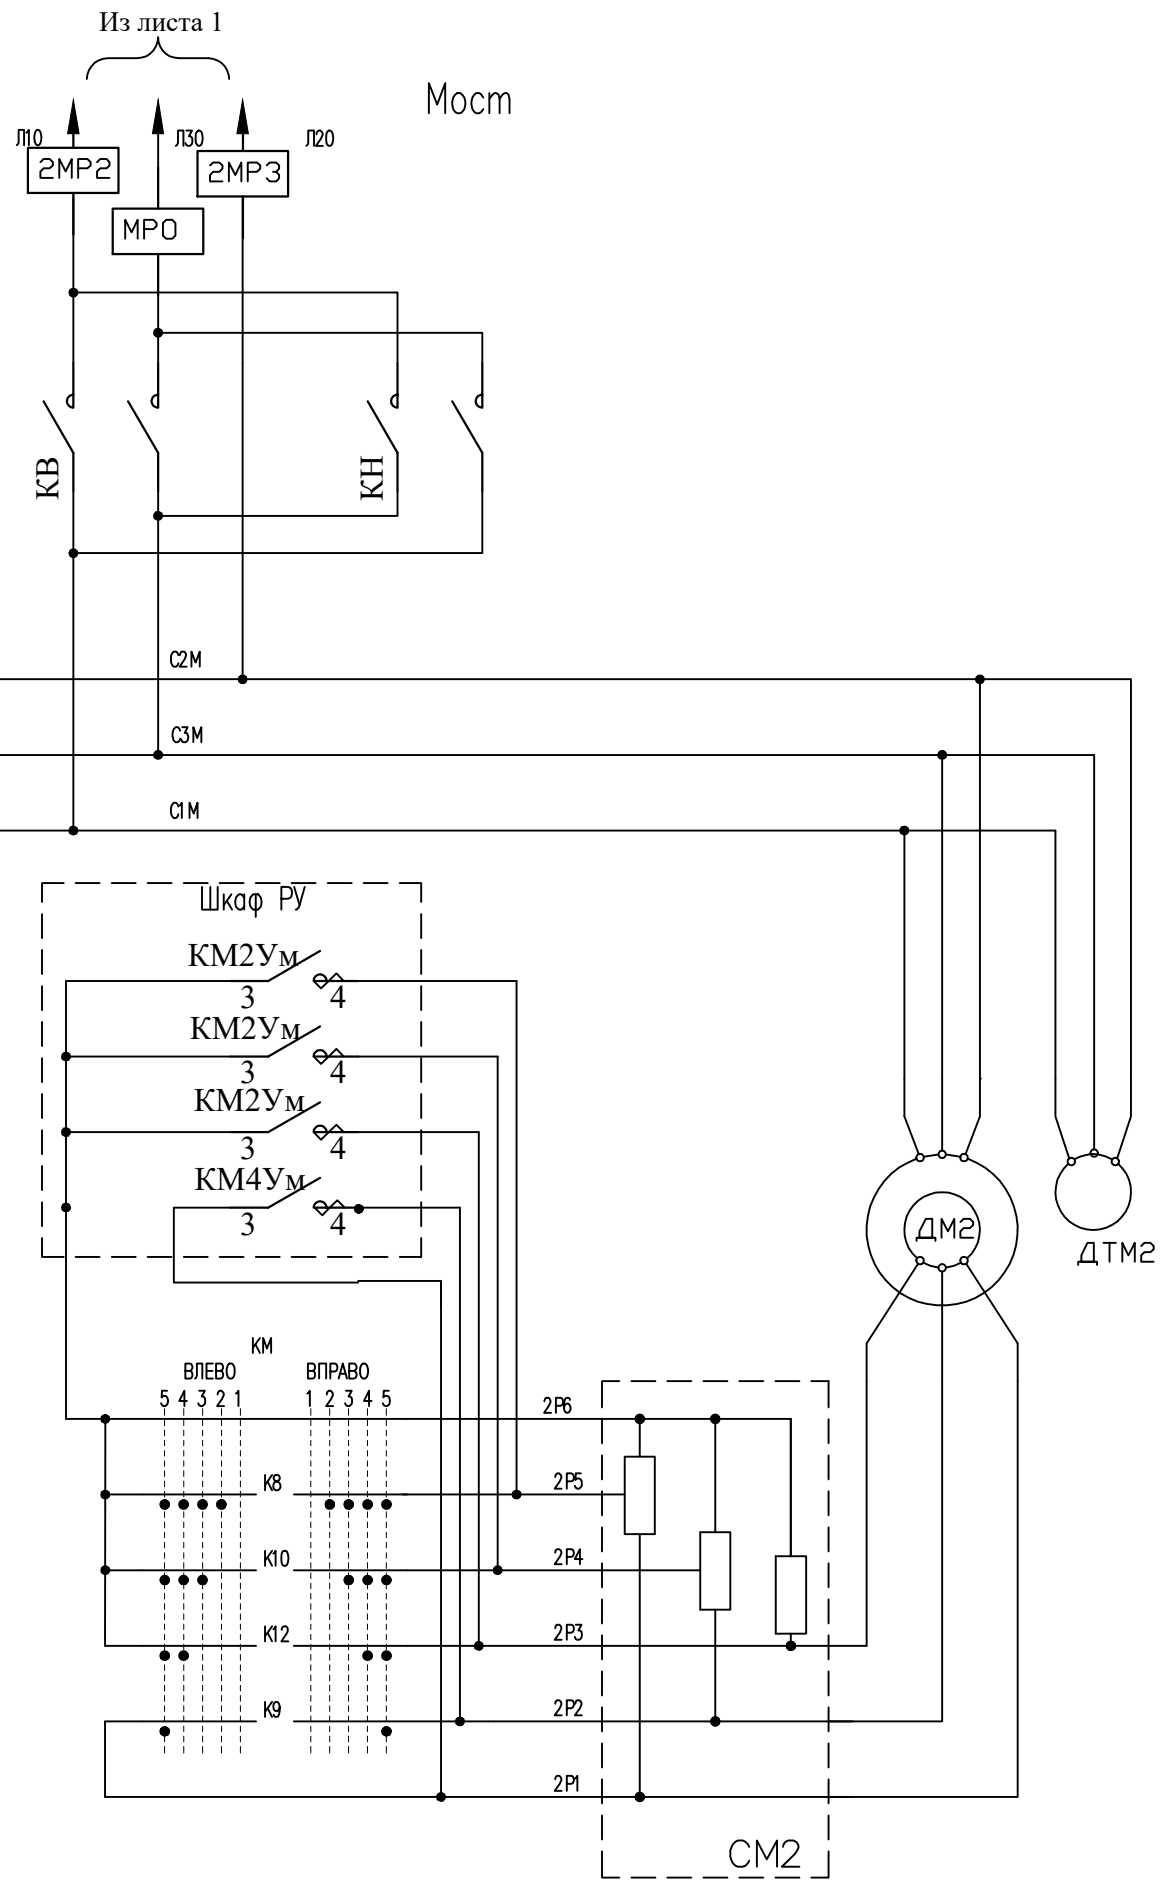 Из листа 1
Мост
Л10
Л30
Л20
2МР2
2МР3
МР0
КВ
КН
С2М
С3М
С1М
Шкаф РУ
КМ2Ум
3 4
КМ2Ум
3 4
КМ2Ум
3 4
КМ4Ум
3 4
ДМ2
ДТМ2
КМ
ВЛЕВО ВПРАВО
5 4 3 2 1 1 2 3 4 5
2Р6
К8 2Р5
К10 2Р4
К12 2Р3
К9 2Р2
2Р1
СМ2